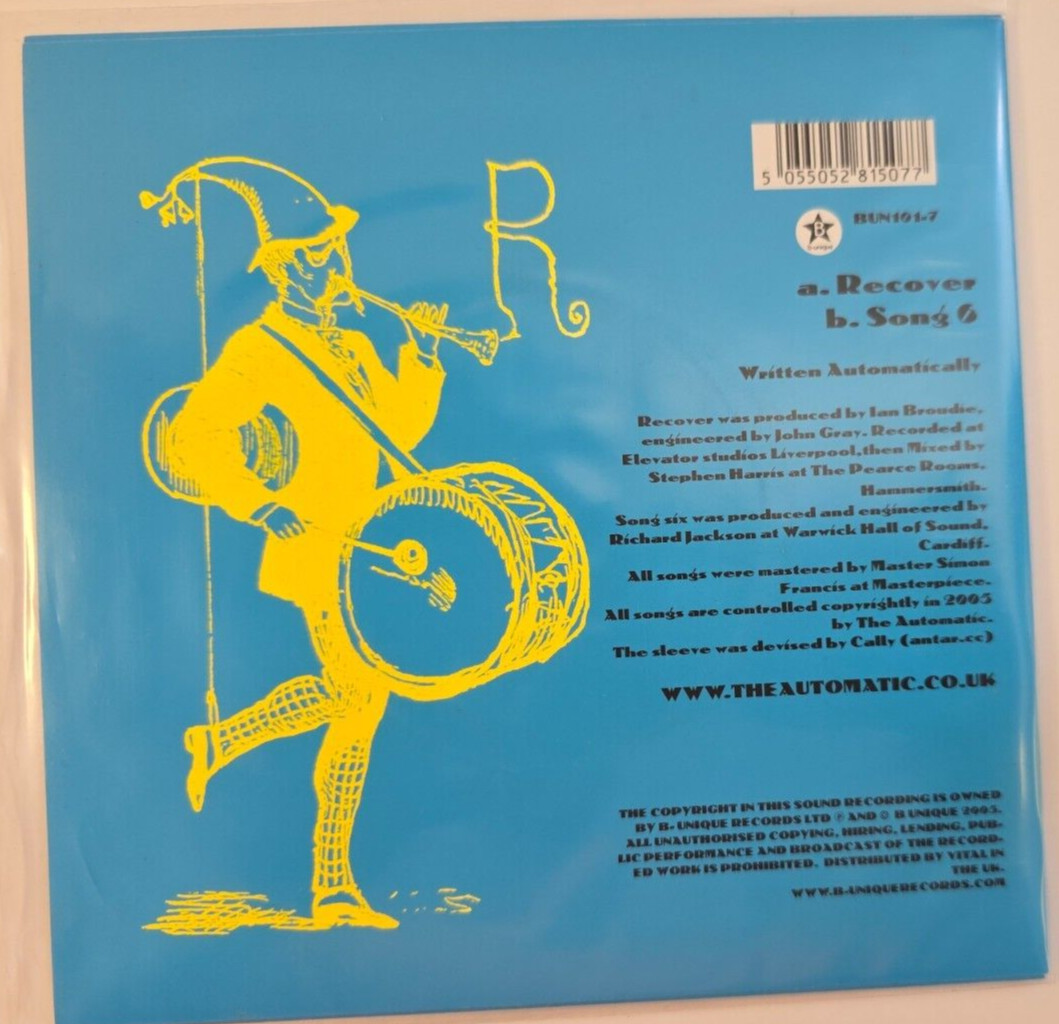 R
5 055052 815077
B
B-unique
BUN101-7
a. Recover
b. Song 6
Written Automatically
Recover was produced by Ian Broudie,
engineered by John Gray. Recorded at
Elevator studios Liverpool,then Mixed by
Stephen Harris at The Pearce Rooms,
Hammersmith.
Song six was produced and engineered by
Richard Jackson at Warwick Hall of Sound,
Cardiff.
All songs were mastered by Master Simon
Francis at Masterpiece.
All songs are controlled copyrightly in 2005
by The Automatic.
The sleeve was devised by Cally (antar.cc)
WWW.THEAUTOMATIC.CO.UK
THE COPYRIGHT IN THIS SOUND RECORDING IS OWNED
BY B-UNIQUE RECORDS LTD ℗ AND © B.UNIQUE 2005.
ALL UNAUTHORISED COPYING, HIRING, LENDING, PUB-
LIC PERFORMANCE AND BROADCAST OF THE RECORD-
ED WORK IS PROHIBITED. DISTRIBUTED BY VITAL IN
THE UK.
WWW.B-UNIQUERECORDS.COM